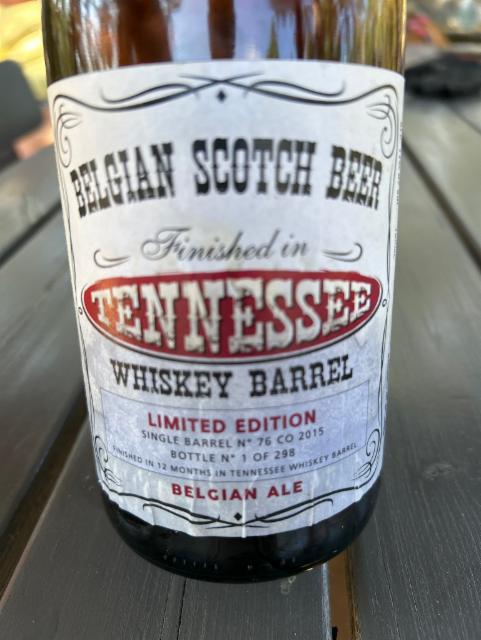 BELGIAN SCOTCH BEER
Finished in
TENNESSEE
WHISKEY BARREL
LIMITED EDITION
SINGLE BARREL N° 76 CO 2015
BOTTLE N° 1 OF 298
FINISHED IN 12 MONTHS IN TENNESSEE WHISKEY BARREL
BELGIAN ALE